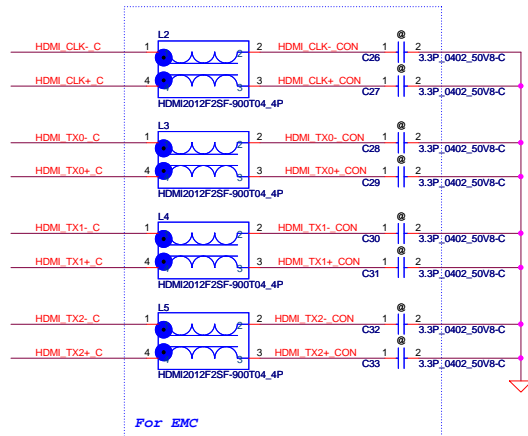 L2
HDMI_CLK-_C 1 2 HDMI_CLK-_CON C26 1 @ 2 3.3P_0402_50V8-C
HDMI_CLK+_C 4 3 HDMI_CLK+_CON C27 1 @ 2 3.3P_0402_50V8-C
HDMI2012F2SF-900T04_4P
L3
HDMI_TX0-_C 1 2 HDMI_TX0-_CON C28 1 @ 2 3.3P_0402_50V8-C
HDMI_TX0+_C 4 3 HDMI_TX0+_CON C29 1 @ 2 3.3P_0402_50V8-C
HDMI2012F2SF-900T04_4P
L4
HDMI_TX1-_C 1 2 HDMI_TX1-_CON C30 1 @ 2 3.3P_0402_50V8-C
HDMI_TX1+_C 4 3 HDMI_TX1+_CON C31 1 @ 2 3.3P_0402_50V8-C
HDMI2012F2SF-900T04_4P
L5
HDMI_TX2-_C 1 2 HDMI_TX2-_CON C32 1 @ 2 3.3P_0402_50V8-C
HDMI_TX2+_C 4 3 HDMI_TX2+_CON C33 1 @ 2 3.3P_0402_50V8-C
HDMI2012F2SF-900T04_4P
For EMC